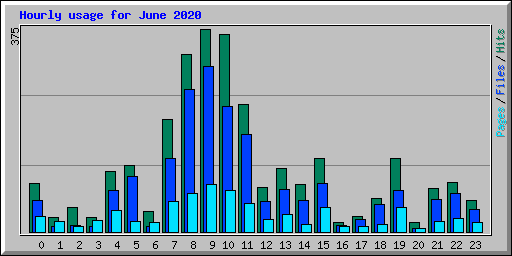 Hourly usage for June 2020
375
Pages / Files / Hits
0 1 2 3 4 5 6 7 8 9 10 11 12 13 14 15 16 17 18 19 20 21 22 23